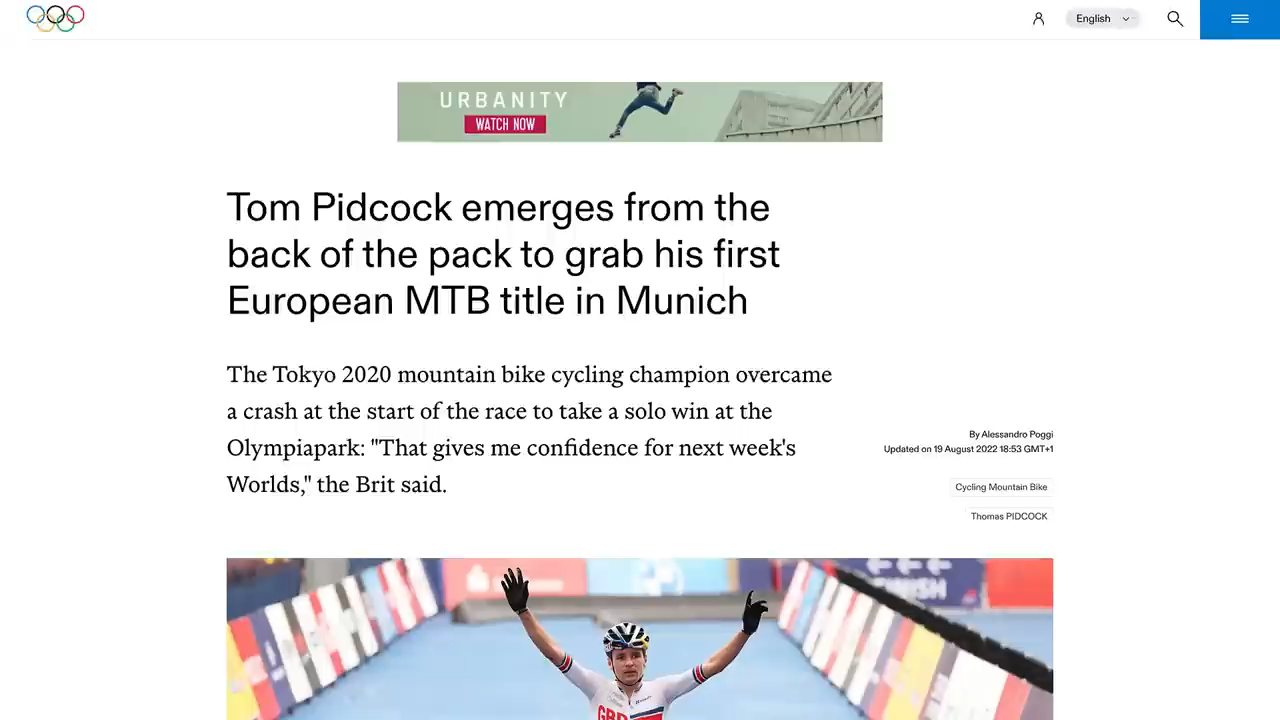 English
URBANITY
WATCH NOW
Tom Pidcock emerges from the
back of the pack to grab his first
European MTB title in Munich
The Tokyo 2020 mountain bike cycling champion overcame
a crash at the start of the race to take a solo win at the
Olympiapark: "That gives me confidence for next week's
Worlds," the Brit said.
By Alessandro Poggi
Updated on 19 August 2022 18:53 GMT+1
Cycling Mountain Bike
Thomas PIDCOCK
FINISH
GBR